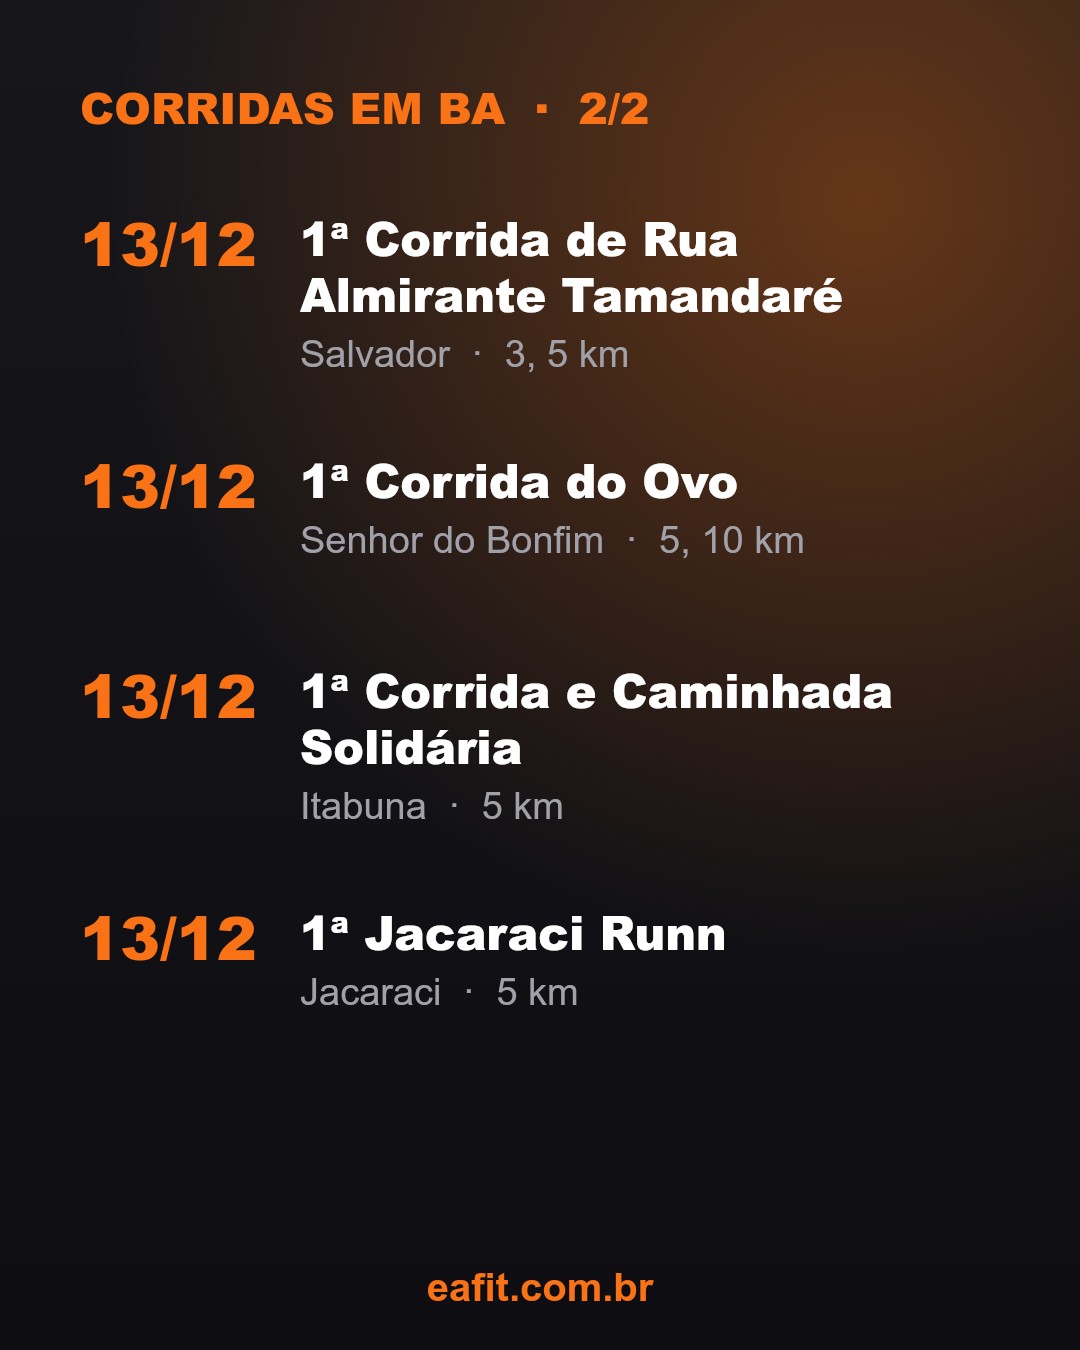 CORRIDAS EM BA · 2/2
13/12 1ª Corrida de Rua
Almirante Tamandaré
Salvador · 3, 5 km
13/12 1ª Corrida do Ovo
Senhor do Bonfim · 5, 10 km
13/12 1ª Corrida e Caminhada
Solidária
Itabuna · 5 km
13/12 1ª Jacaraci Runn
Jacaraci · 5 km
eafit.com.br